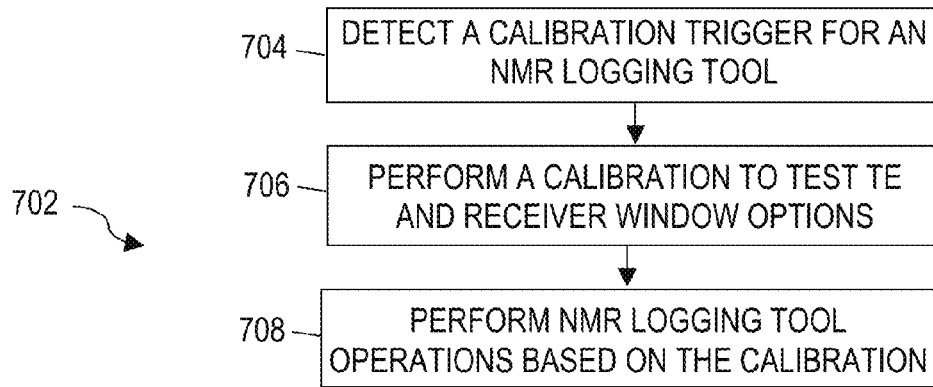 704
DETECT A CALIBRATION TRIGGER FOR AN
NMR LOGGING TOOL
706
PERFORM A CALIBRATION TO TEST TE
AND RECEIVER WINDOW OPTIONS
702
708
PERFORM NMR LOGGING TOOL
OPERATIONS BASED ON THE CALIBRATION